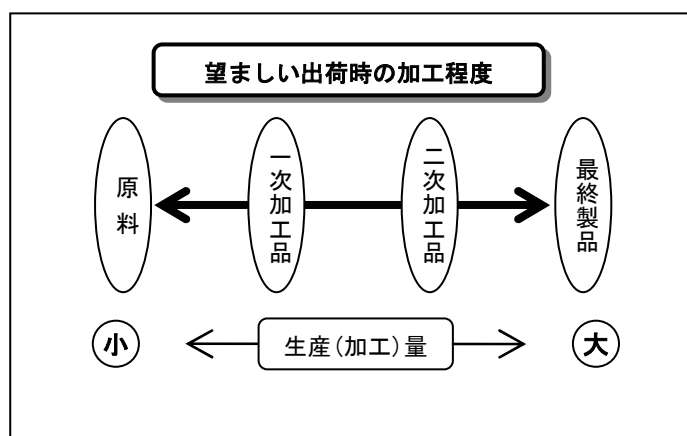 望ましい出荷時の加工程度
原料
一次加工品
二次加工品
最終製品
小
生産(加工)量
大